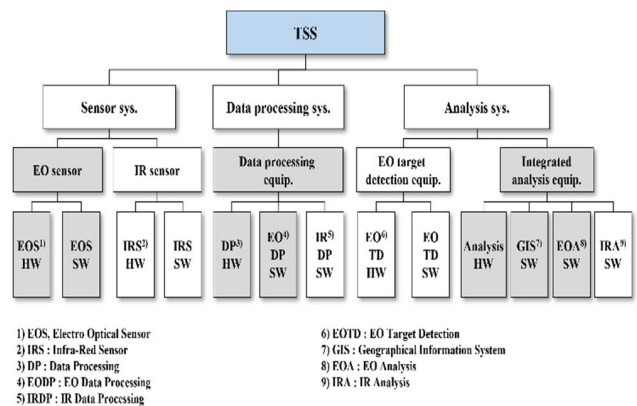 TSS
Sensor sys.
Data processing sys.
Analysis sys.
EO sensor
IR sensor
Data processing
equip.
EO target
detection equip.
Integrated
analysis equip.
EOS1)
HW
EOS
SW
IRS2)
HW
IRS
SW
DP3)
HW
EO4)
DP
SW
IR5)
DP
SW
EO6)
TD
HW
EO
TD
SW
Analysis
HW
GIS7)
SW
EOA8)
SW
IRA9)
SW
1) EOS, Electro Optical Sensor
2) IRS : Infra-Red Sensor
3) DP : Data Processing
4) EODP : EO Data Processing
5) IRDP : IR Data Processing
6) EOTD : EO Target Detection
7) GIS : Geographical Information System
8) EOA : EO Analysis
9) IRA : IR Analysis